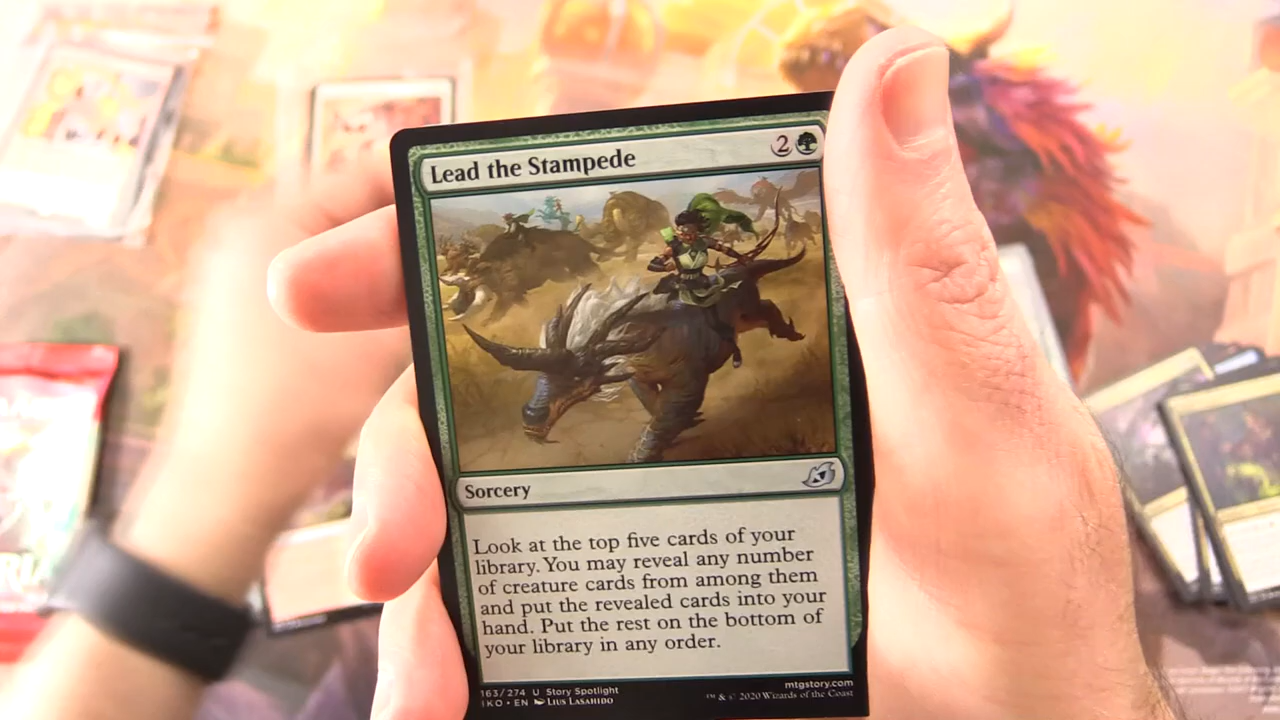 Lead the Stampede 2
Sorcery
Look at the top five cards of your
library. You may reveal any number
of creature cards from among them
and put the revealed cards into your
hand. Put the rest on the bottom of
your library in any order.
163/274 U Story Spotlight
mtgstory.com
IKO • EN Lius Lasahido
™ & © 2020 Wizards of the Coast